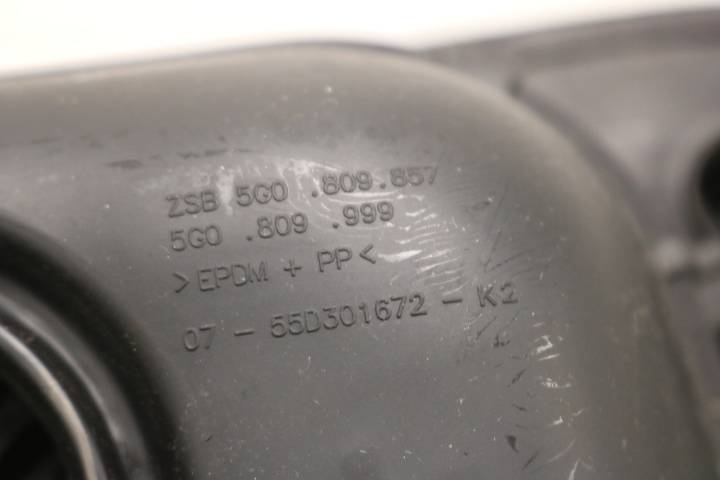 ZSB 5G0 .809.857
5G0 .809 .999
>EPDM + PP<
07 - 55D301672 - K2